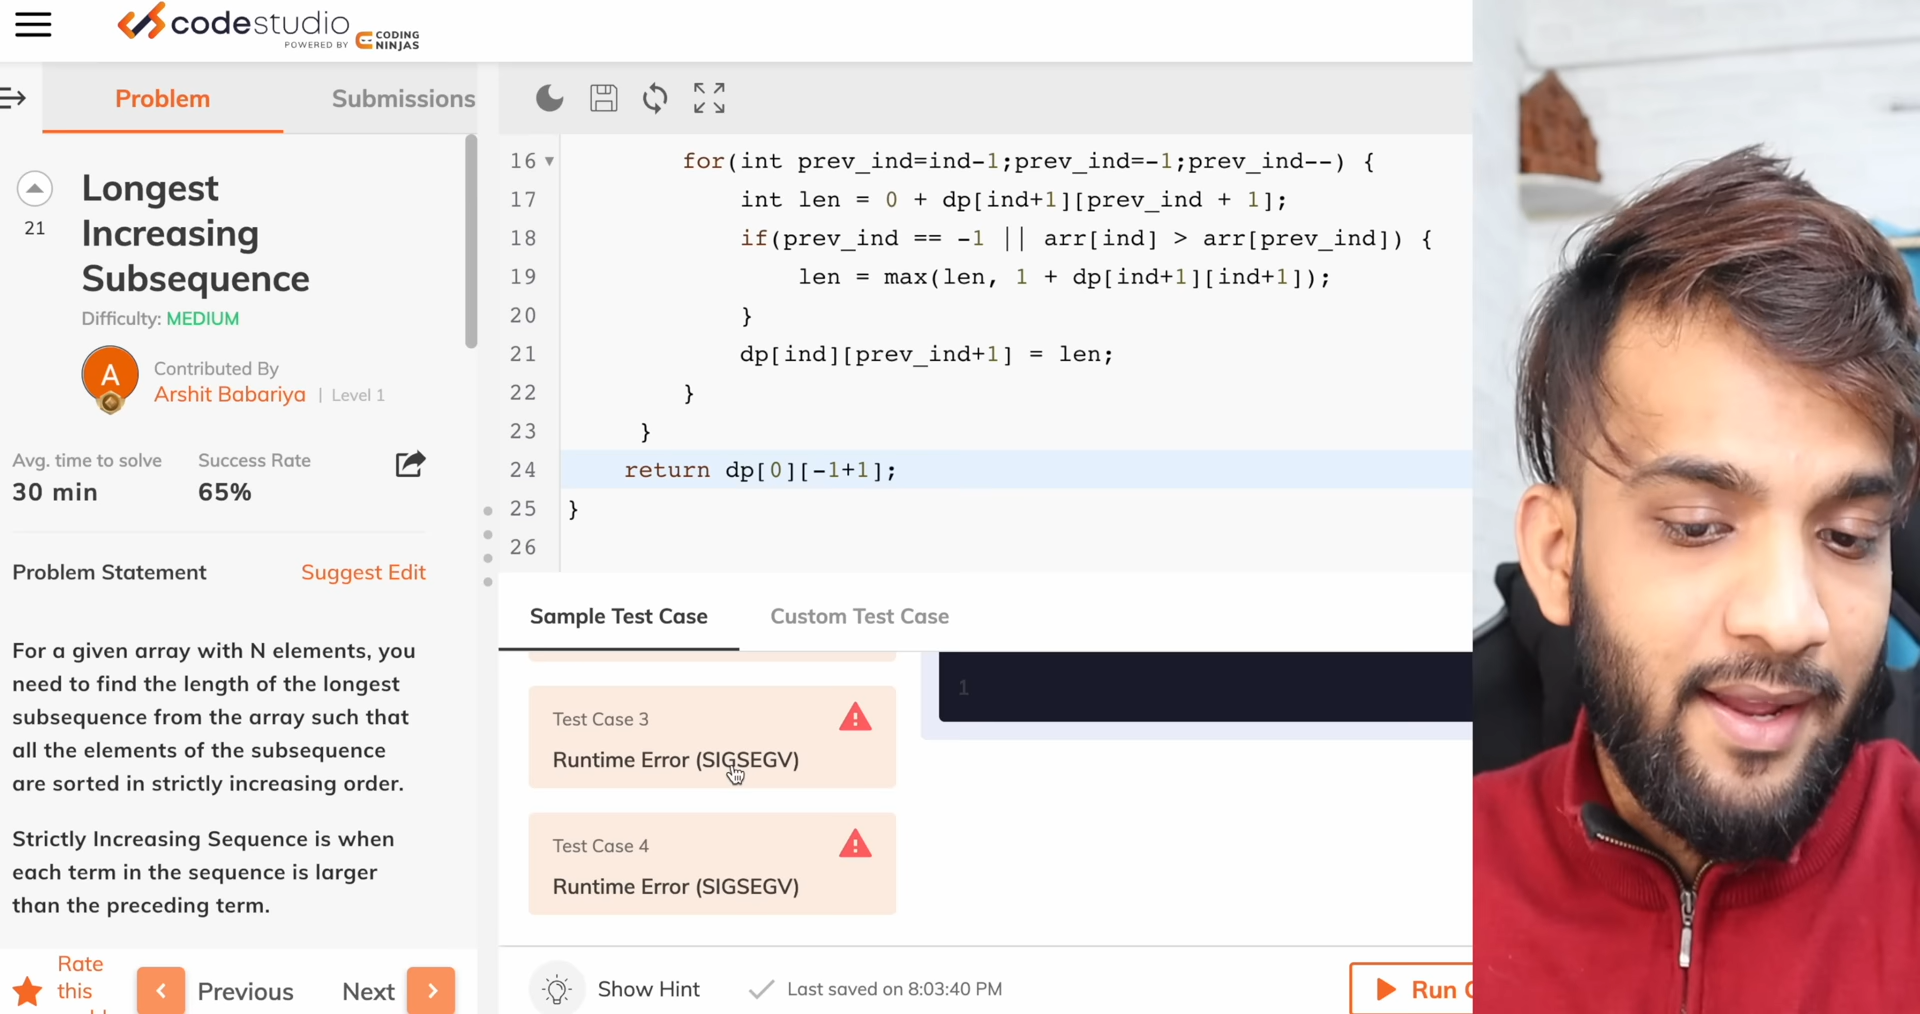 codestudio
POWERED BY CODING NINJAS
Problem
Submissions
21
Longest
Increasing
Subsequence
Difficulty: MEDIUM
A
Contributed By
Arshit Babariya | Level 1
Avg. time to solve
30 min
Success Rate
65%
Problem Statement
Suggest Edit
For a given array with N elements, you
need to find the length of the longest
subsequence from the array such that
all the elements of the subsequence
are sorted in strictly increasing order.
Strictly Increasing Sequence is when
each term in the sequence is larger
than the preceding term.
Rate
this
Previous
Next
16 for(int prev_ind=ind-1;prev_ind=-1;prev_ind--) {
17 int len = 0 + dp[ind+1][prev_ind + 1];
18 if(prev_ind == -1 || arr[ind] > arr[prev_ind]) {
19 len = max(len, 1 + dp[ind+1][ind+1]);
20 }
21 dp[ind][prev_ind+1] = len;
22 }
23 }
24 return dp[0][-1+1];
25 }
26
Sample Test Case
Custom Test Case
Test Case 3
Runtime Error (SIGSEGV)
Test Case 4
Runtime Error (SIGSEGV)
1
Show Hint
Last saved on 8:03:40 PM
Run